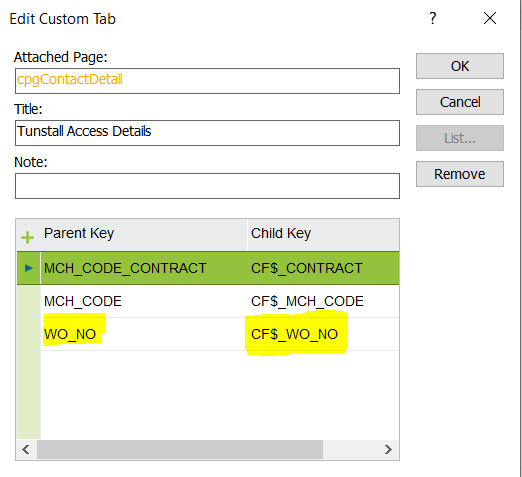 Edit Custom Tab
?
Attached Page:
cpgContactDetail
OK
Title:
Cancel
Tunstall Access Details
List...
Note:
Remove
Parent Key Child Key
MCH_CODE_CONTRACT CF$_CONTRACT
MCH_CODE CF$_MCH_CODE
WO_NO CF$_WO_NO